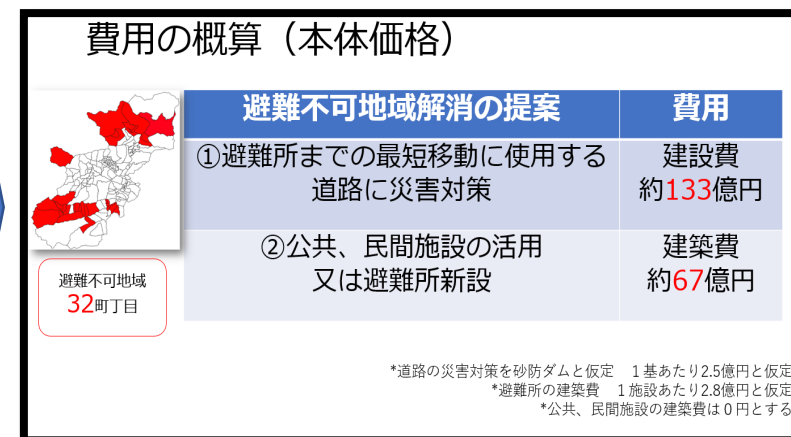 費用の概算（本体価格）
避難不可地域解消の提案 費用
①避難所までの最短移動に使用する 建設費
道路に災害対策 約133億円
②公共、民間施設の活用 建築費
又は避難所新設 約67億円
避難不可地域
32町丁目
*道路の災害対策を砂防ダムと仮定　1基あたり2.5億円と仮定
*避難所の建築費　1施設あたり2.8億円と仮定
*公共、民間施設の建築費は０円とする